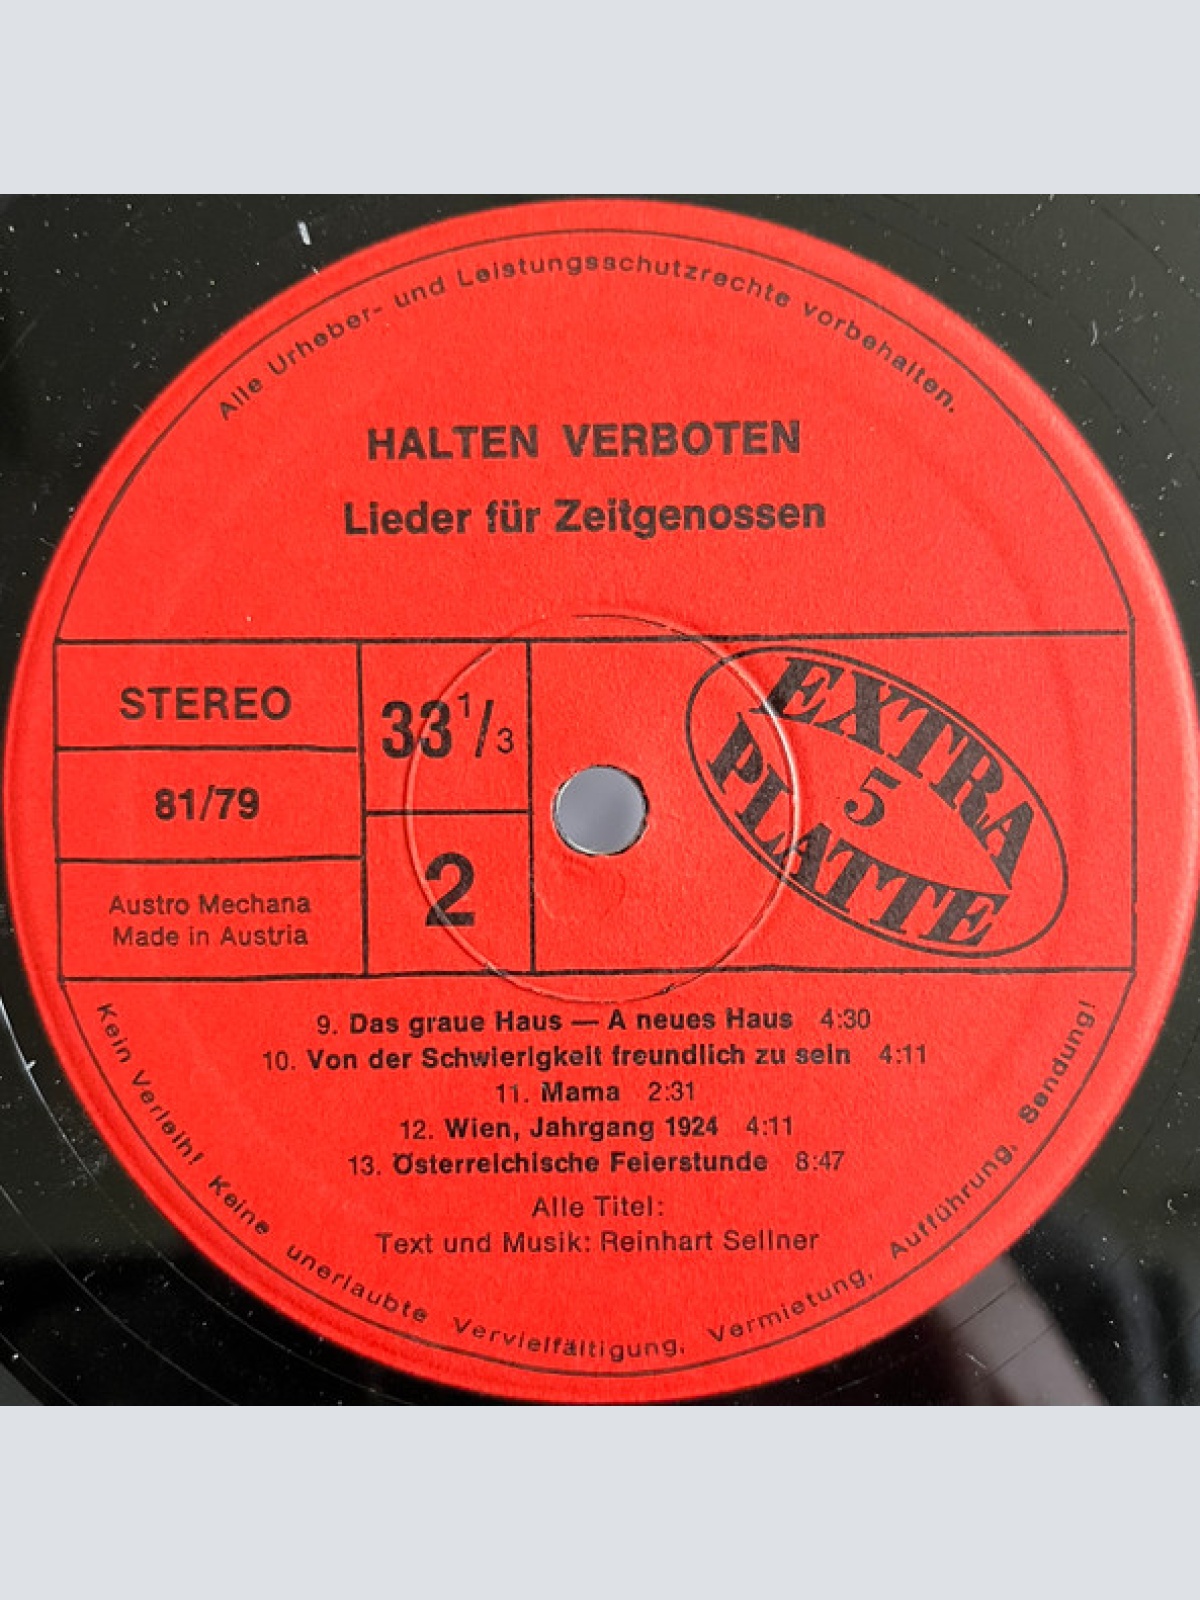 Alle Urheber- und Leistungsschutzrechte vorbehalten.
HALTEN VERBOTEN
Lieder für Zeitgenossen
STEREO
33 1/3
81/79
2
Austro Mechana
Made in Austria
EXTRA
5
PLATTE
9. Das graue Haus — A neues Haus 4:30
10. Von der Schwierigkeit freundlich zu sein 4:11
11. Mama 2:31
12. Wien, Jahrgang 1924 4:11
13. Österreichische Feierstunde 8:47
Alle Titel:
Text und Musik: Reinhart Sellner
Kein Verleih! Keine unerlaubte Vervielfältigung, Vermietung, Aufführung, Sendung!